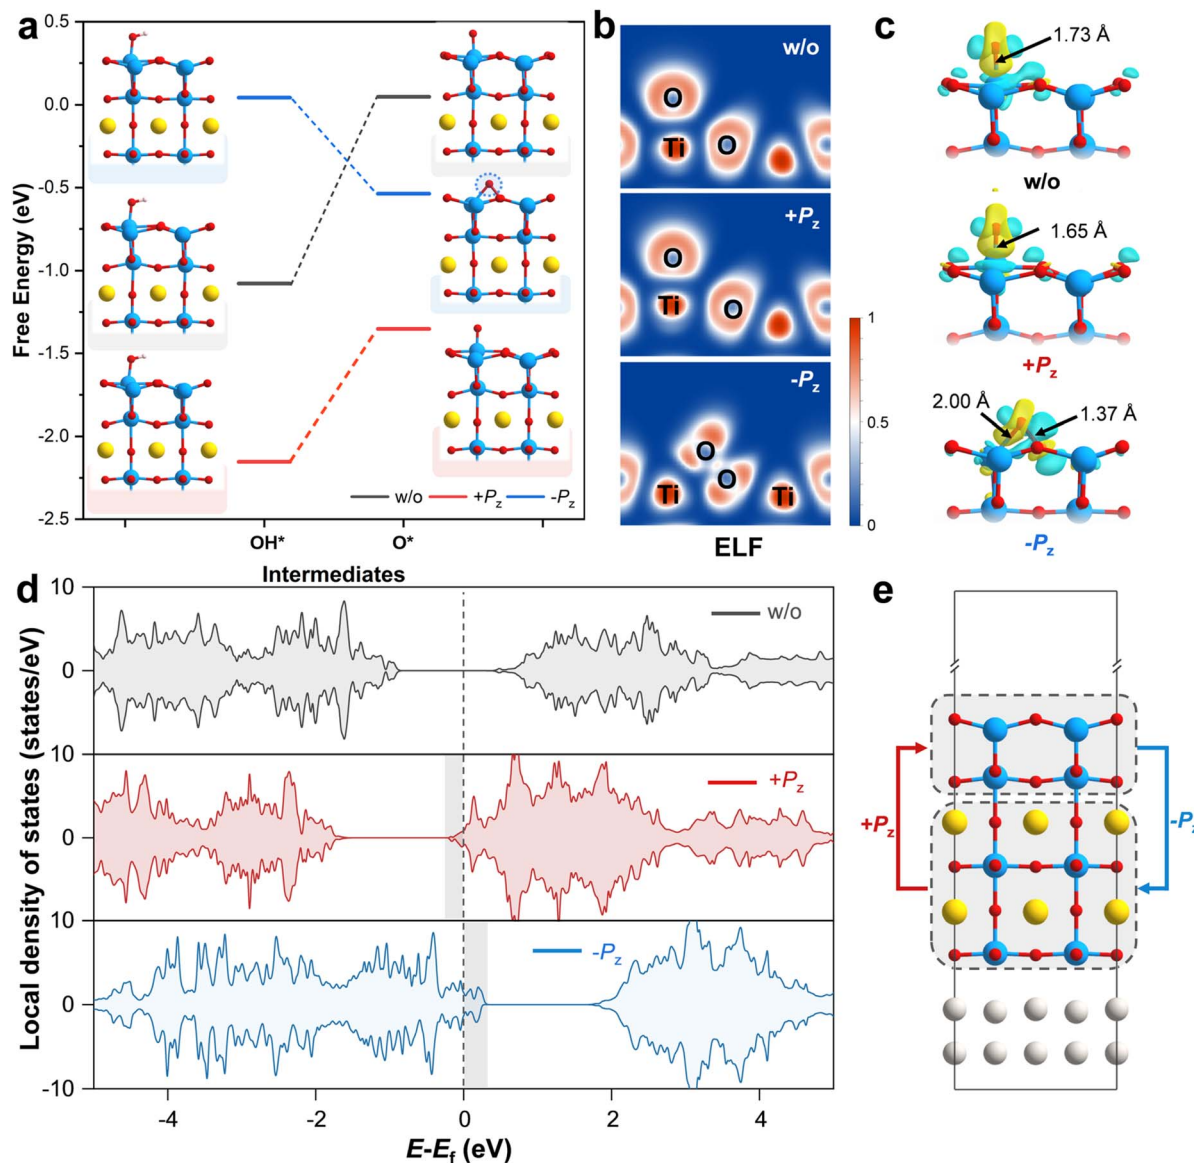 a
0.5
0.0
-0.5
-1.0
-1.5
-2.0
-2.5
Free Energy (eV)
w/o +Pz -Pz
OH* O*
Intermediates
b
w/o
O
Ti O
+Pz
O
Ti O
-Pz
O
O
Ti Ti
1
0.5
0
ELF
c
1.73 Å
w/o
1.65 Å
+Pz
2.00 Å 1.37 Å
-Pz
d
10
0
10
0
10
0
-10
Local density of states (states/eV)
w/o
+Pz
-Pz
-4 -2 0 2 4
E-Ef (eV)
e
+Pz
-Pz